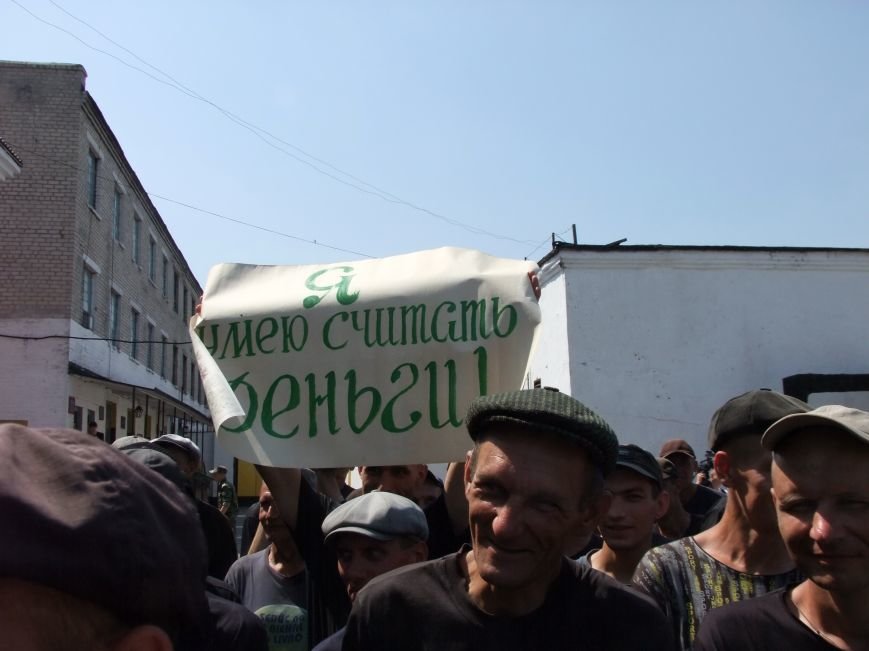 Я
умею считать
деньги!